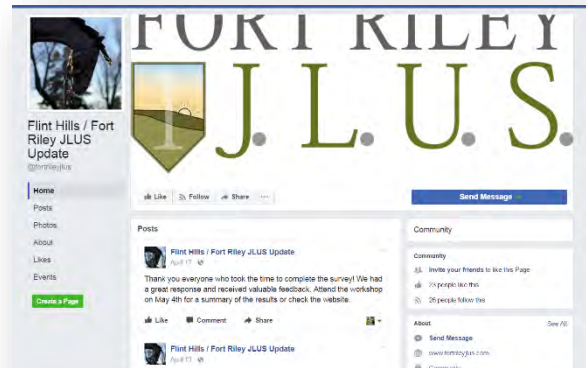 FORT RILEY
J. L. U. S.
Flint Hills / Fort
Riley JLUS
Update
@fortrileyjlus
Home
Posts
Photos
About
Likes
Events
Create a Page
Like Follow Share ...
Send Message
Posts
Flint Hills / Fort Riley JLUS Update
April 17
Thank you everyone who took the time to complete the survey! We had
a great response and received valuable feedback. Attend the workshop
on May 4th for a summary of the results or check the website.
Like Comment Share
Flint Hills / Fort Riley JLUS Update
Community
Community
See All
Invite your friends to like this Page
23 people like this
26 people follow this
About
See All
Send Message
www.fortrileyjlus.com
Community